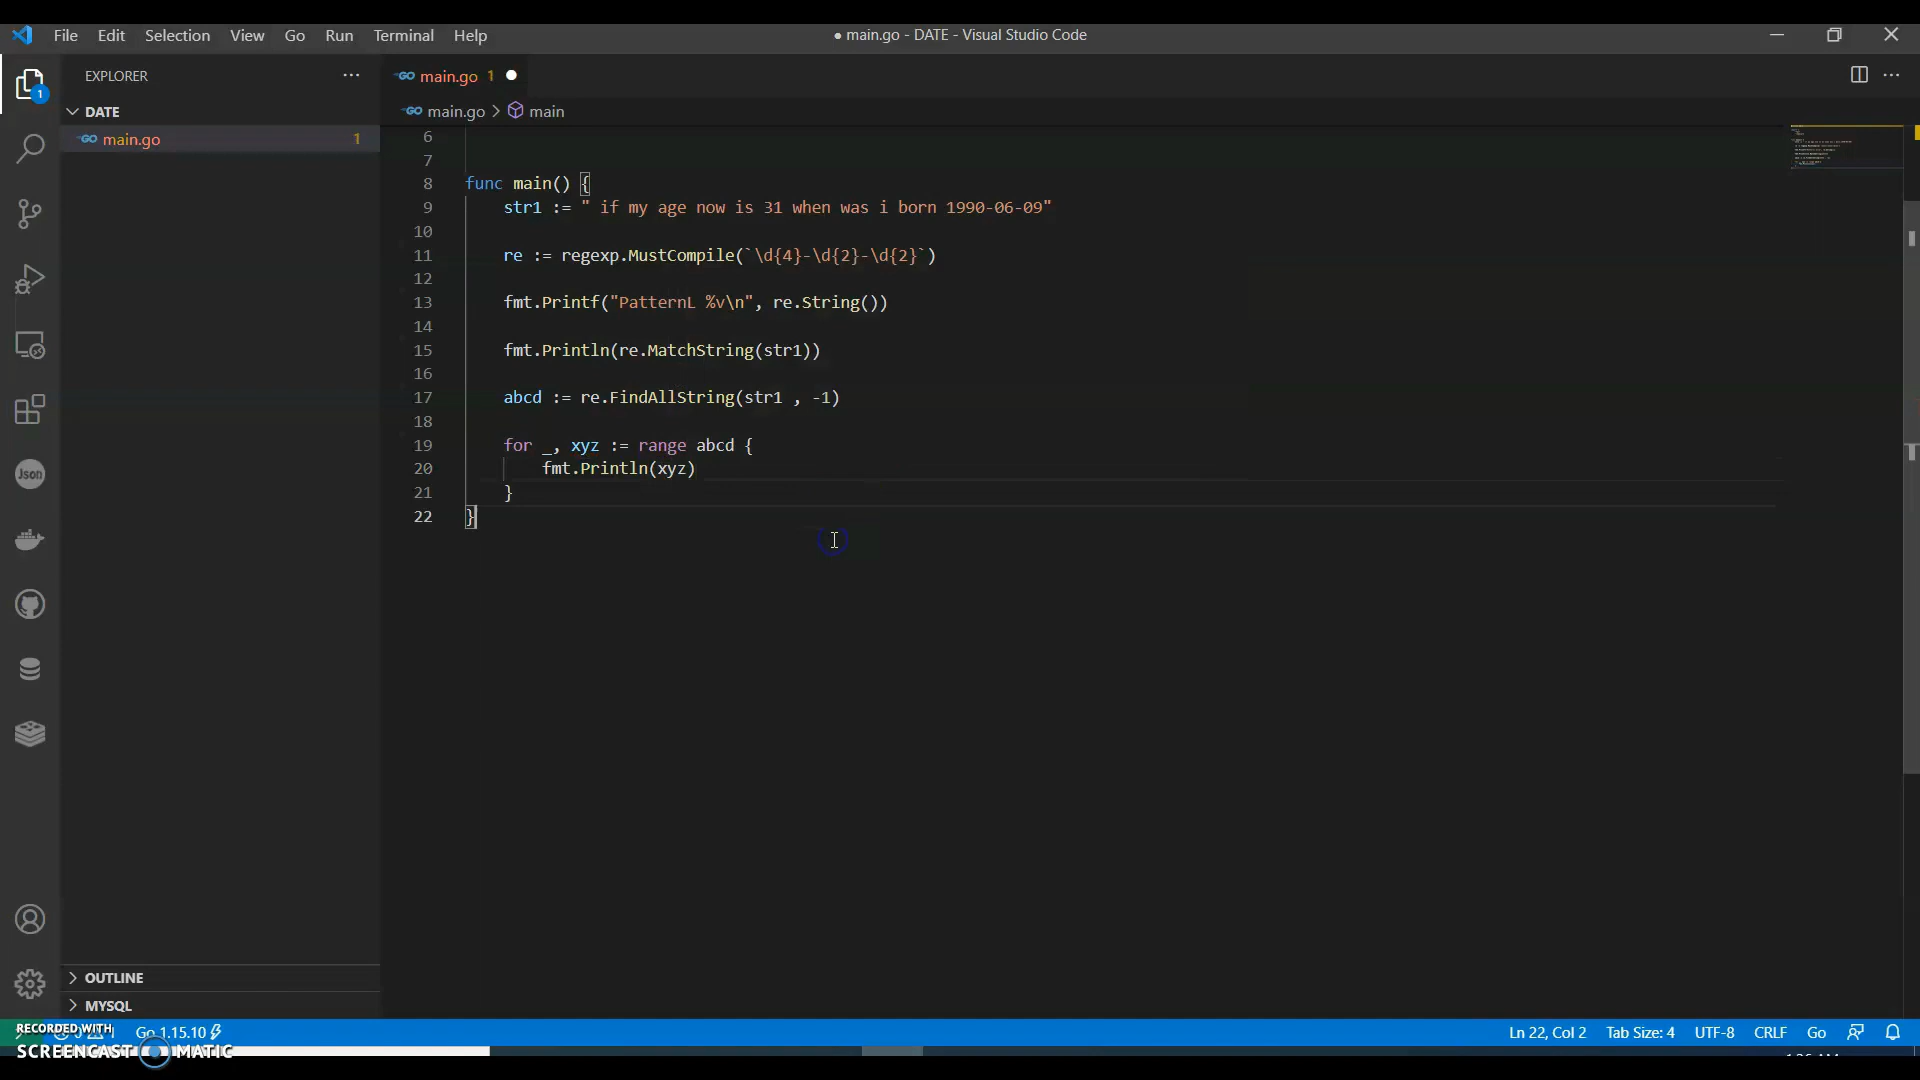 File Edit Selection View Go Run Terminal Help
● main.go - DATE - Visual Studio Code
EXPLORER
main.go 1
1
DATE
main.go > main
main.go 1
6
7
8 func main() {
9 str1 := " if my age now is 31 when was i born 1990-06-09"
10
11 re := regexp.MustCompile(`\d{4}-\d{2}-\d{2}`)
12
13 fmt.Printf("PatternL %v\n", re.String())
14
15 fmt.Println(re.MatchString(str1))
16
17 abcd := re.FindAllString(str1 , -1)
18
19 for _, xyz := range abcd {
20 fmt.Println(xyz)
21 }
22 }
Json
OUTLINE
MYSQL
RECORDED WITH
SCREENCAST MATIC
Go 1.15.10
Ln 22, Col 2 Tab Size: 4 UTF-8 CRLF Go